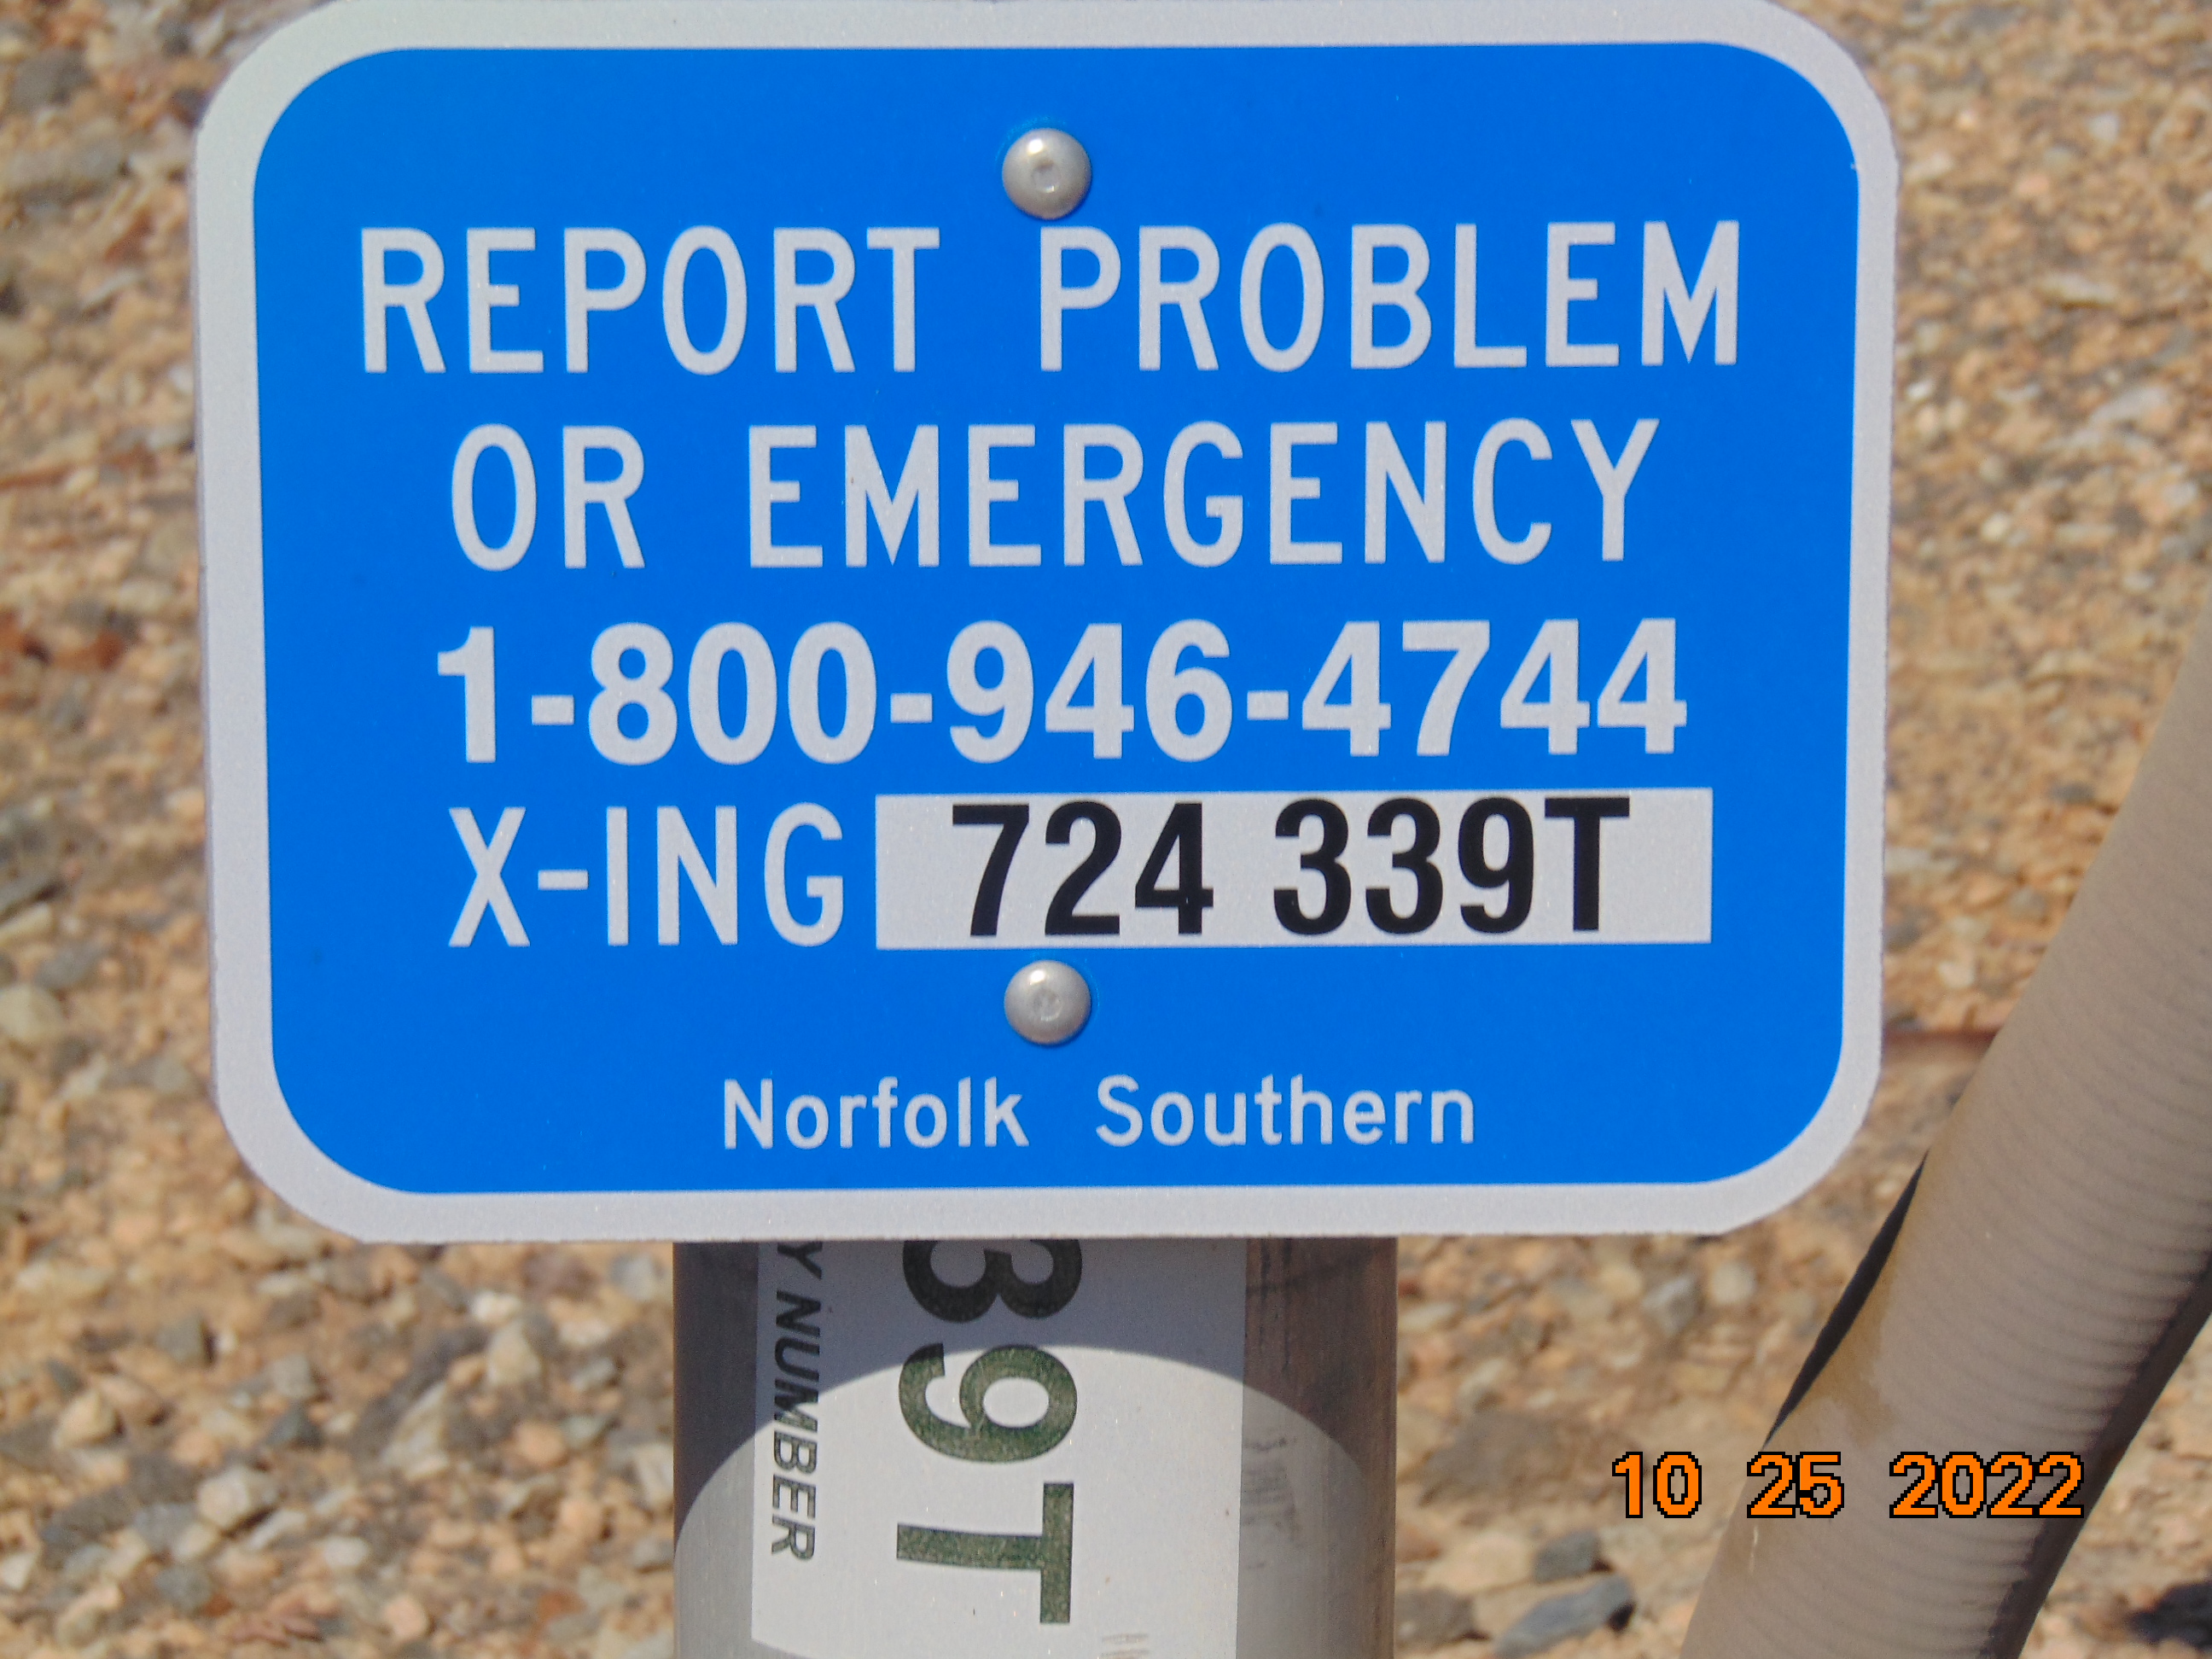 REPORT PROBLEM
OR EMERGENCY
1-800-946-4744
X-ING 724 339T
Norfolk Southern
39T
NUMBER
10 25 2022